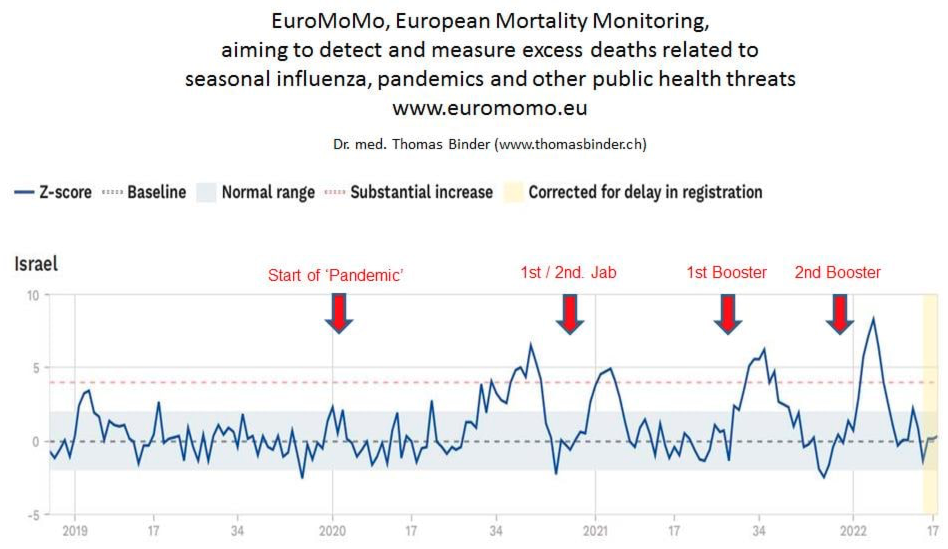 EuroMoMo, European Mortality Monitoring,
aiming to detect and measure excess deaths related to
seasonal influenza, pandemics and other public health threats
www.euromomo.eu
Dr. med. Thomas Binder (www.thomasbinder.ch)
Z-score Baseline Normal range Substantial increase Corrected for delay in registration
Israel
Start of ‘Pandemic’ 1st / 2nd. Jab 1st Booster 2nd Booster
10
5
0
-5
2019 17 34 2020 17 34 2021 17 34 2022 17